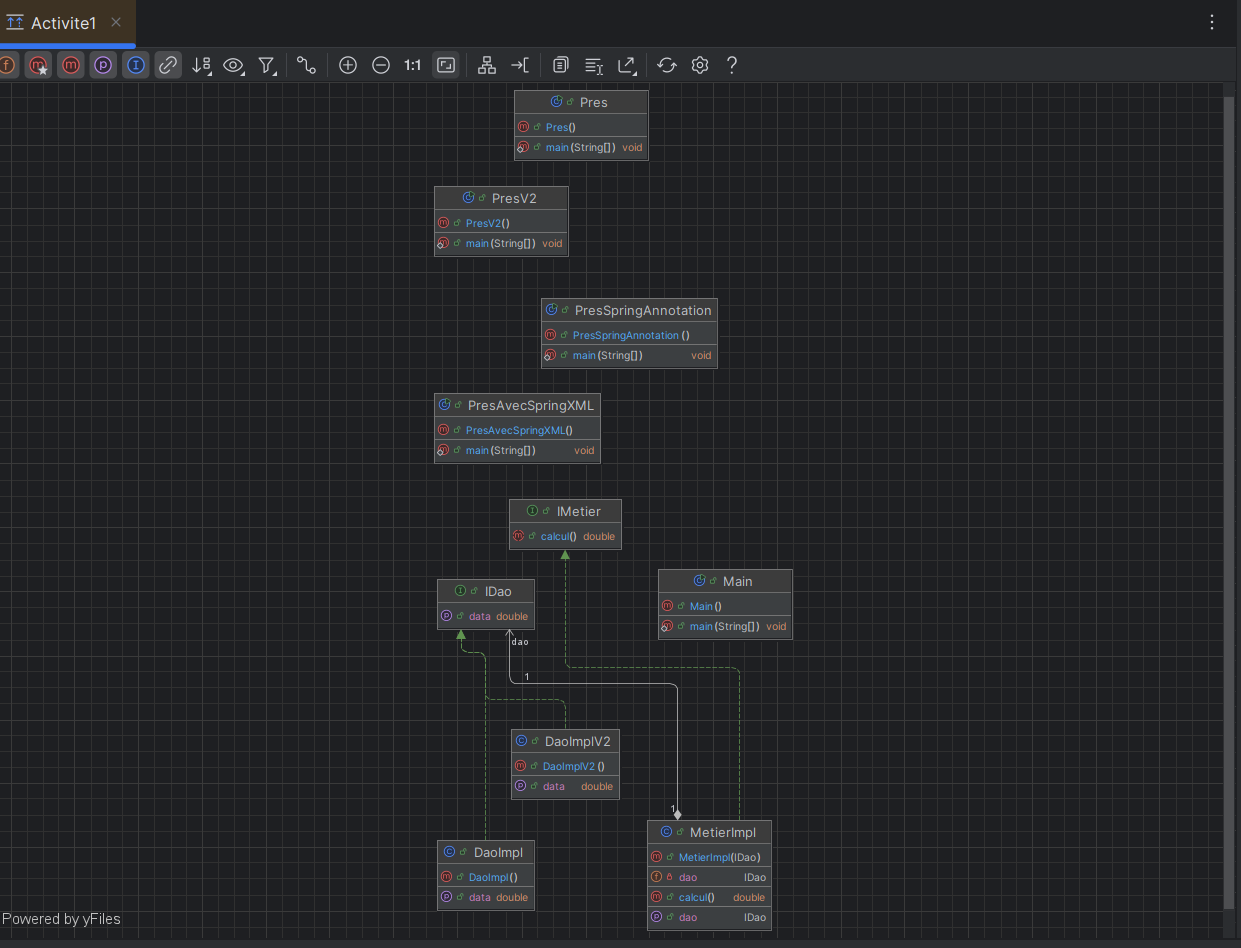 Activite1
1:1
Pres
Pres()
main(String[]) void
PresV2
PresV2()
main(String[]) void
PresSpringAnnotation
PresSpringAnnotation()
main(String[]) void
PresAvecSpringXML
PresAvecSpringXML()
main(String[]) void
IMetier
calcul() double
IDao
data double
Main
Main()
main(String[]) void
dao
1
DaoImplV2
DaoImplV2()
data double
1
MetierImpl
MetierImpl(IDao)
dao IDao
calcul() double
dao IDao
DaoImpl
DaoImpl()
data double
Powered by yFiles